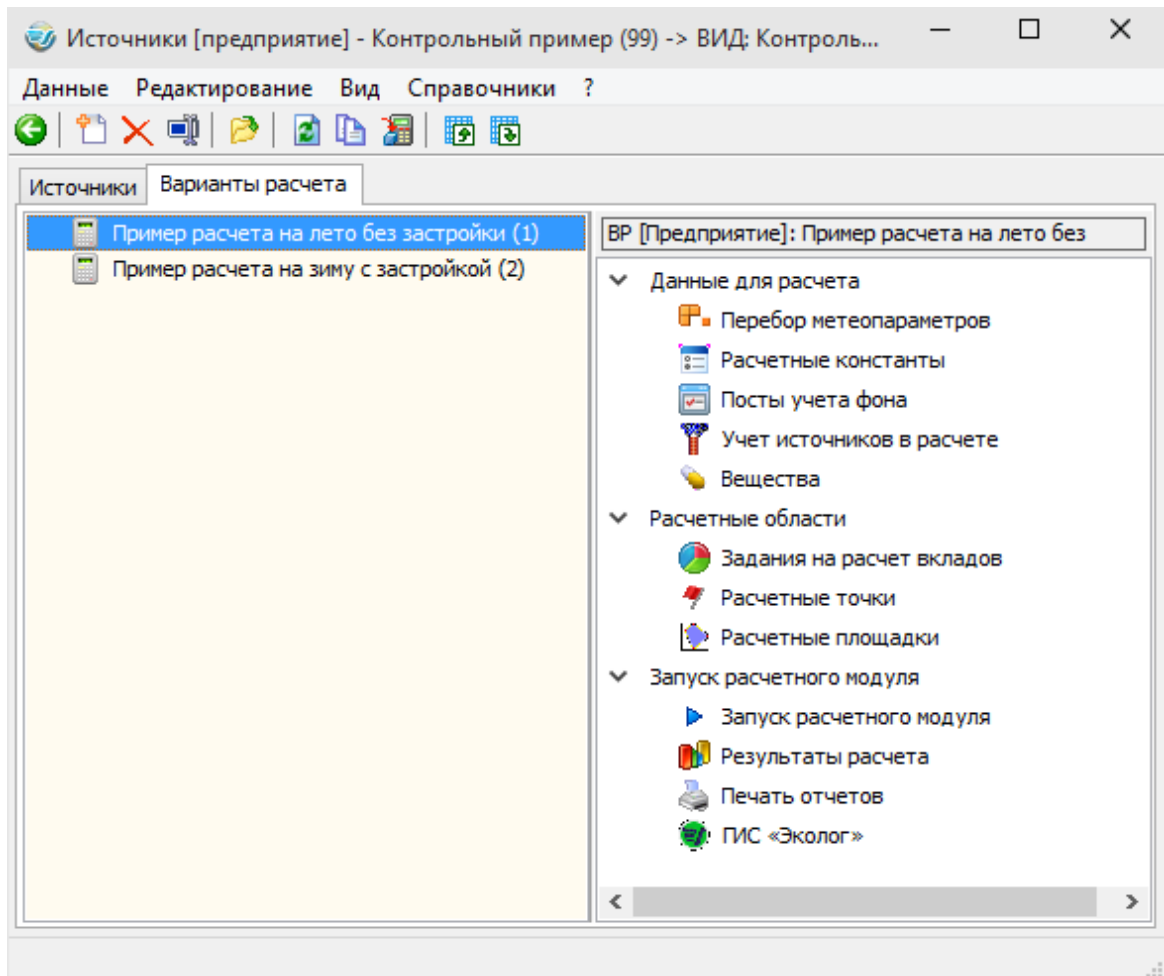 Источники [предприятие] - Контрольный пример (99) -> ВИД: Контроль...
Данные Редактирование Вид Справочники ?
Источники Варианты расчета
Пример расчета на лето без застройки (1)
Пример расчета на зиму с застройкой (2)
ВР [Предприятие]: Пример расчета на лето без
Данные для расчета
Перебор метеопараметров
Расчетные константы
Посты учета фона
Учет источников в расчете
Вещества
Расчетные области
Задания на расчет вкладов
Расчетные точки
Расчетные площадки
Запуск расчетного модуля
Запуск расчетного модуля
Результаты расчета
Печать отчетов
ГИС «Эколог»